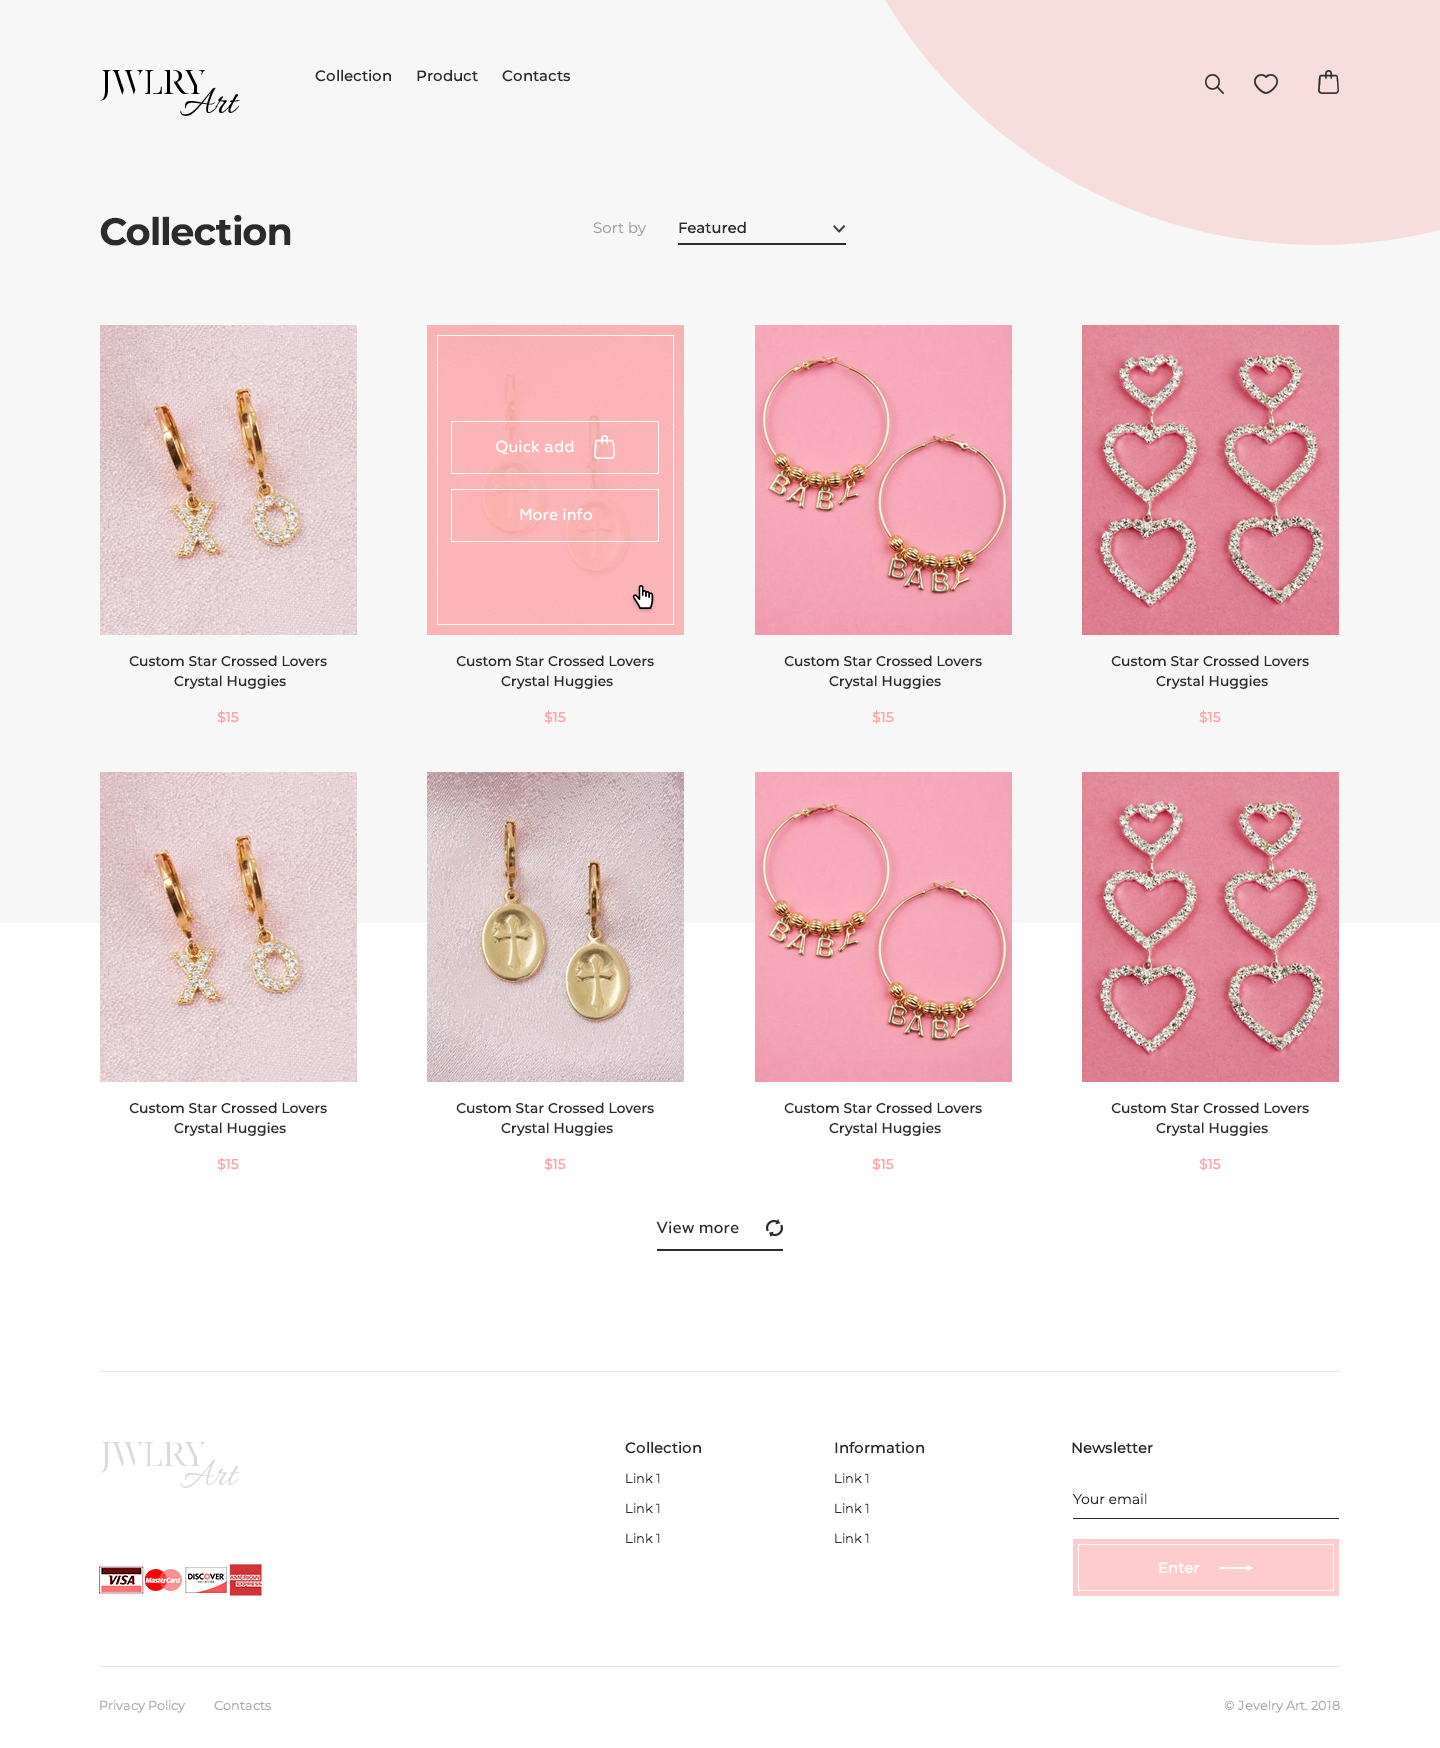 JWLRY
Art
Collection Product Contacts
Collection
Sort by Featured
Quick add
More info
X O
BABY
BABY
Custom Star Crossed Lovers
Crystal Huggies
$15
Custom Star Crossed Lovers
Crystal Huggies
$15
Custom Star Crossed Lovers
Crystal Huggies
$15
Custom Star Crossed Lovers
Crystal Huggies
$15
X O
BABY
BABY
Custom Star Crossed Lovers
Crystal Huggies
$15
Custom Star Crossed Lovers
Crystal Huggies
$15
Custom Star Crossed Lovers
Crystal Huggies
$15
Custom Star Crossed Lovers
Crystal Huggies
$15
View more
JWLRY
Art
VISA MasterCard DISCOVER AMERICAN
EXPRESS
Collection
Link 1
Link 1
Link 1
Information
Link 1
Link 1
Link 1
Newsletter
Your email
Enter
Privacy Policy Contacts
© Jevelry Art. 2018